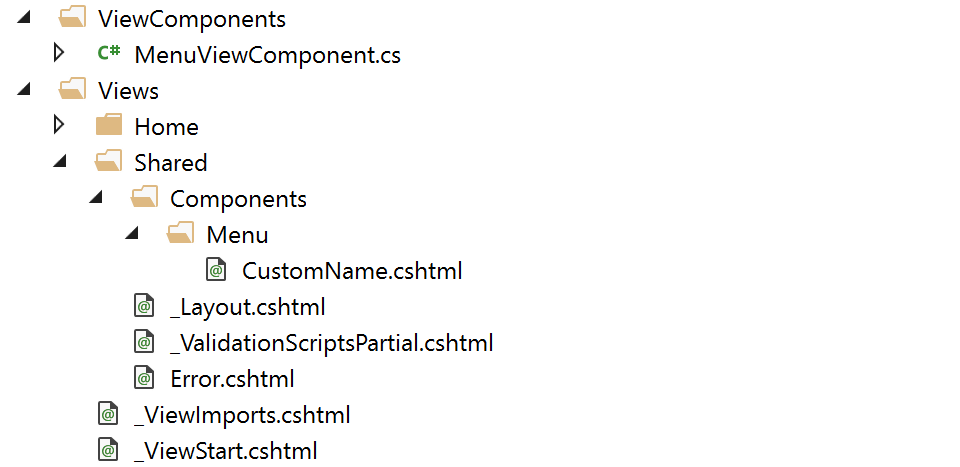 ViewComponents
C# MenuViewComponent.cs
Views
Home
Shared
Components
Menu
@ CustomName.cshtml
@ _Layout.cshtml
@ _ValidationScriptsPartial.cshtml
@ Error.cshtml
@ _ViewImports.cshtml
@ _ViewStart.cshtml